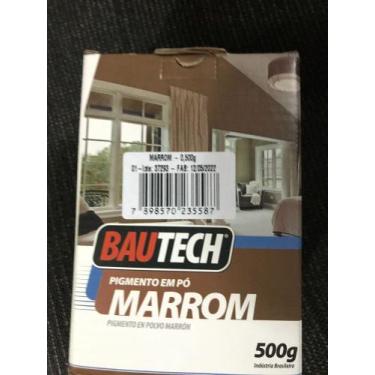 MARROM - 0,500g
01-lote: 37293 - FAB: 12/05/2022
7 898570 235587
BAUTECH®
PIGMENTO EM PÓ
MARROM
PIGMENTO EN POLVO MARRÓN
500g
Indústria Brasileira